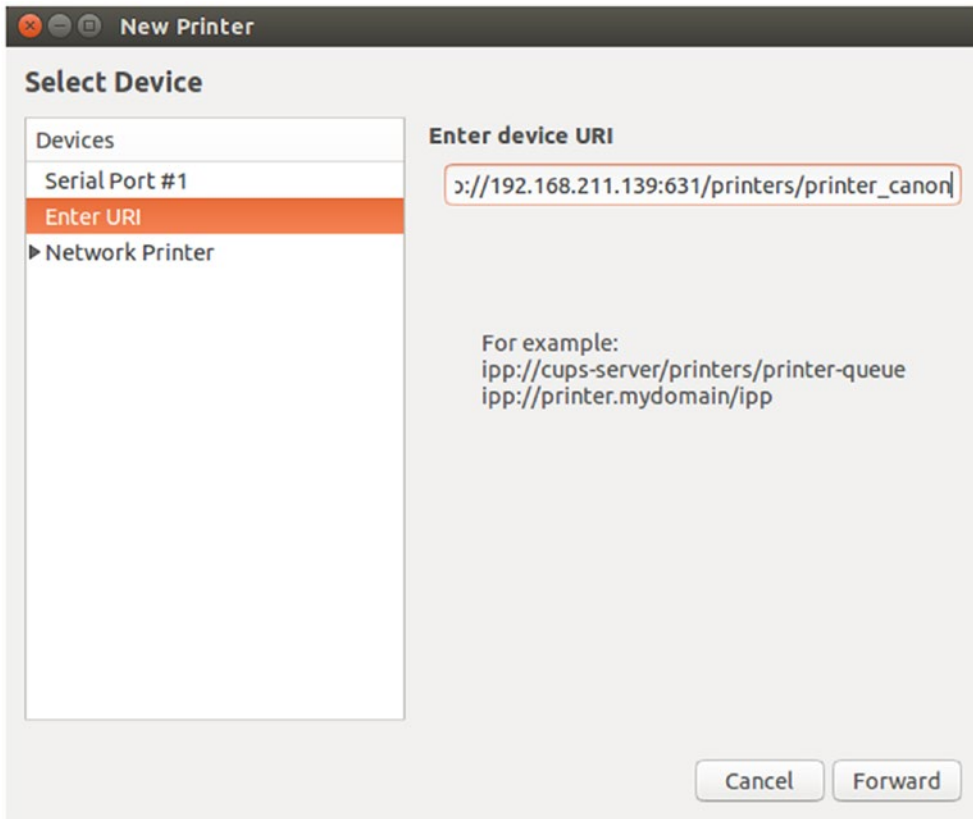 New Printer
Select Device
Devices
Serial Port #1
Enter URI
Network Printer
Enter device URI
://192.168.211.139:631/printers/printer_canon
For example:
ipp://cups-server/printers/printer-queue
ipp://printer.mydomain/ipp
Cancel
Forward